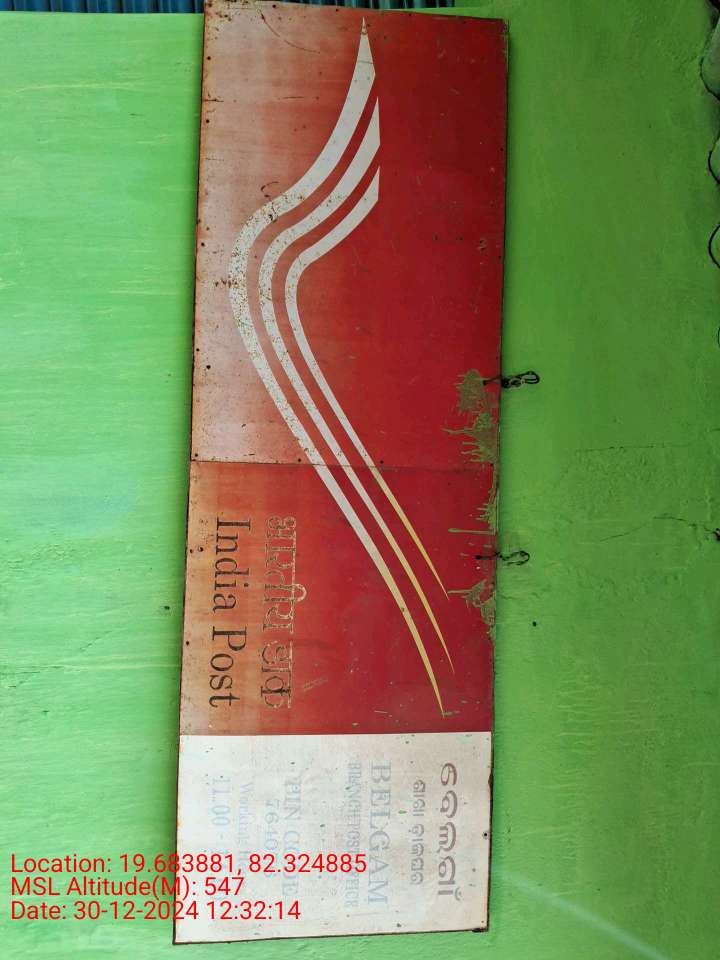 भारतीय डाक
India Post
ବେଲଗାଁ
ଶାଖା ଡାକଘର
BELGAM
BRANCH POST OFFICE
PIN CODE
Working
11.00 -
Location: 19.683881, 82.324885
MSL Altitude(M): 547
Date: 30-12-2024 12:32:14